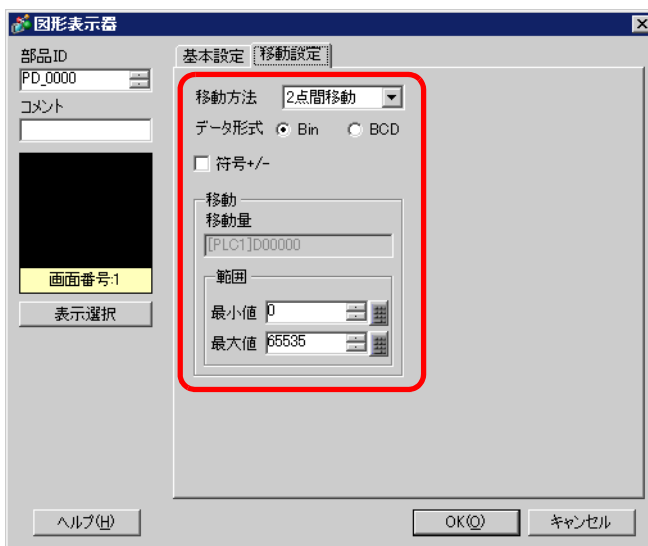 図形表示器
部品ID
PD_0000
コメント
画面番号:1
表示選択
基本設定 移動設定
移動方法 2点間移動
データ形式 Bin BCD
符号+/-
移動
移動量
[PLC1]D00000
範囲
最小値 0
最大値 65535
ヘルプ(H) OK(O) キャンセル